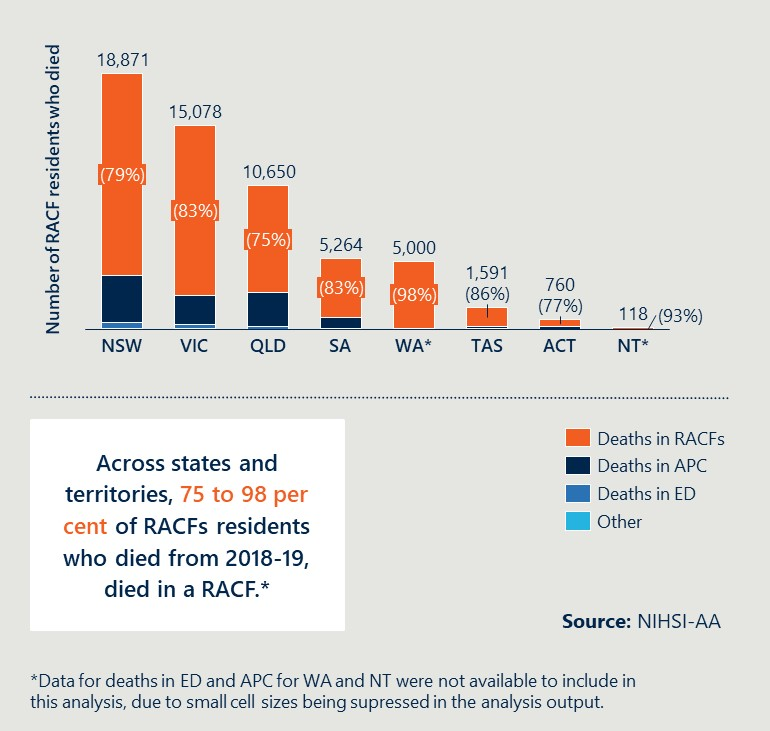 Number of RACF residents who died
18,871
(79%)
15,078
(83%)
10,650
(75%)
5,264
(83%)
5,000
(98%)
1,591
(86%)
760
(77%)
118 (93%)
NSW VIC QLD SA WA* TAS ACT NT*
Across states and
territories, 75 to 98 per
cent of RACFs residents
who died from 2018-19,
died in a RACF.*
Deaths in RACFs
Deaths in APC
Deaths in ED
Other
Source: NIHSI-AA
*Data for deaths in ED and APC for WA and NT were not available to include in
this analysis, due to small cell sizes being supressed in the analysis output.